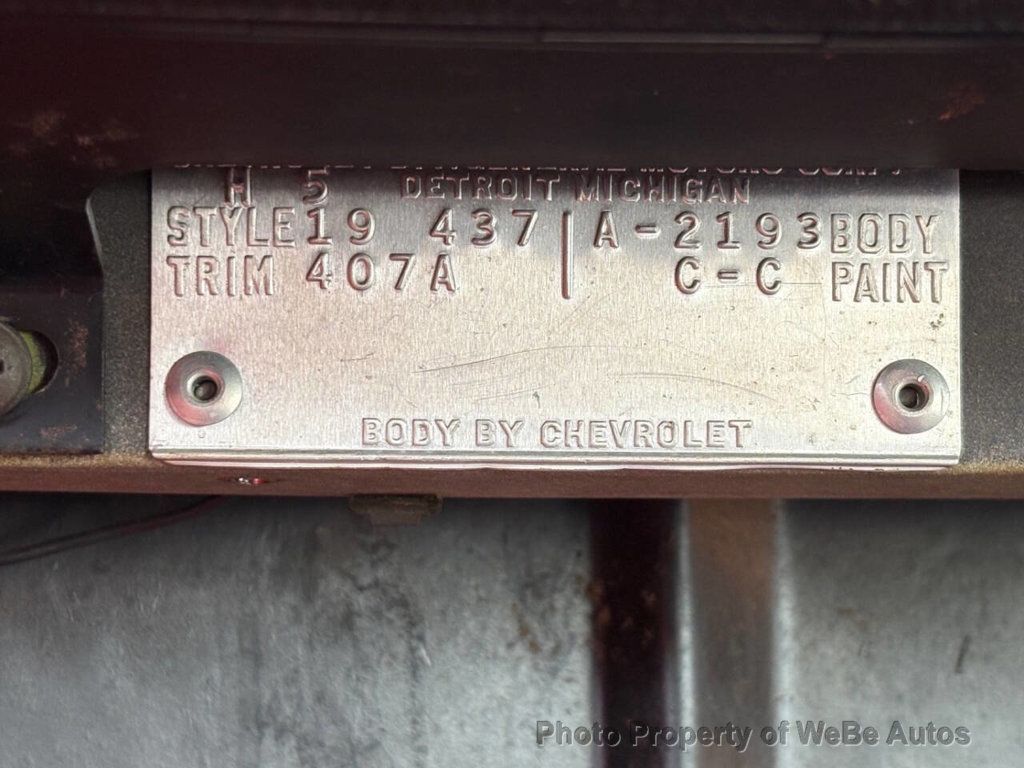 H 5 DETROIT MICHIGAN
STYLE 19 437 | A-2193 BODY
TRIM 407A | C-C PAINT
BODY BY CHEVROLET
Photo Property of WeBe Autos